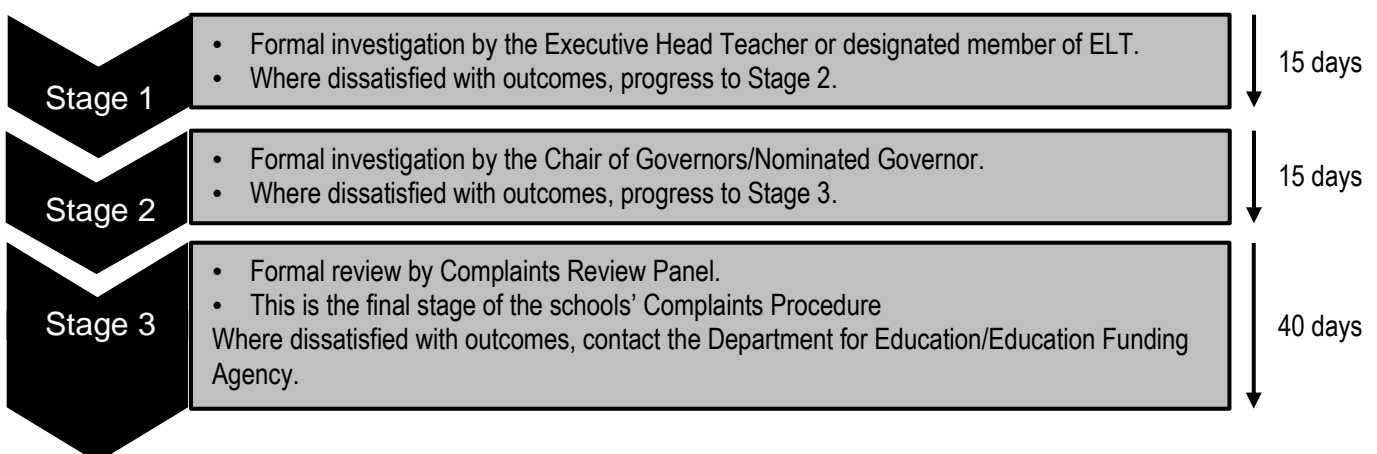 Stage 1
• Formal investigation by the Executive Head Teacher or designated member of ELT.
• Where dissatisfied with outcomes, progress to Stage 2.
15 days
Stage 2
• Formal investigation by the Chair of Governors/Nominated Governor.
• Where dissatisfied with outcomes, progress to Stage 3.
15 days
Stage 3
• Formal review by Complaints Review Panel.
• This is the final stage of the schools’ Complaints Procedure
Where dissatisfied with outcomes, contact the Department for Education/Education Funding
Agency.
40 days